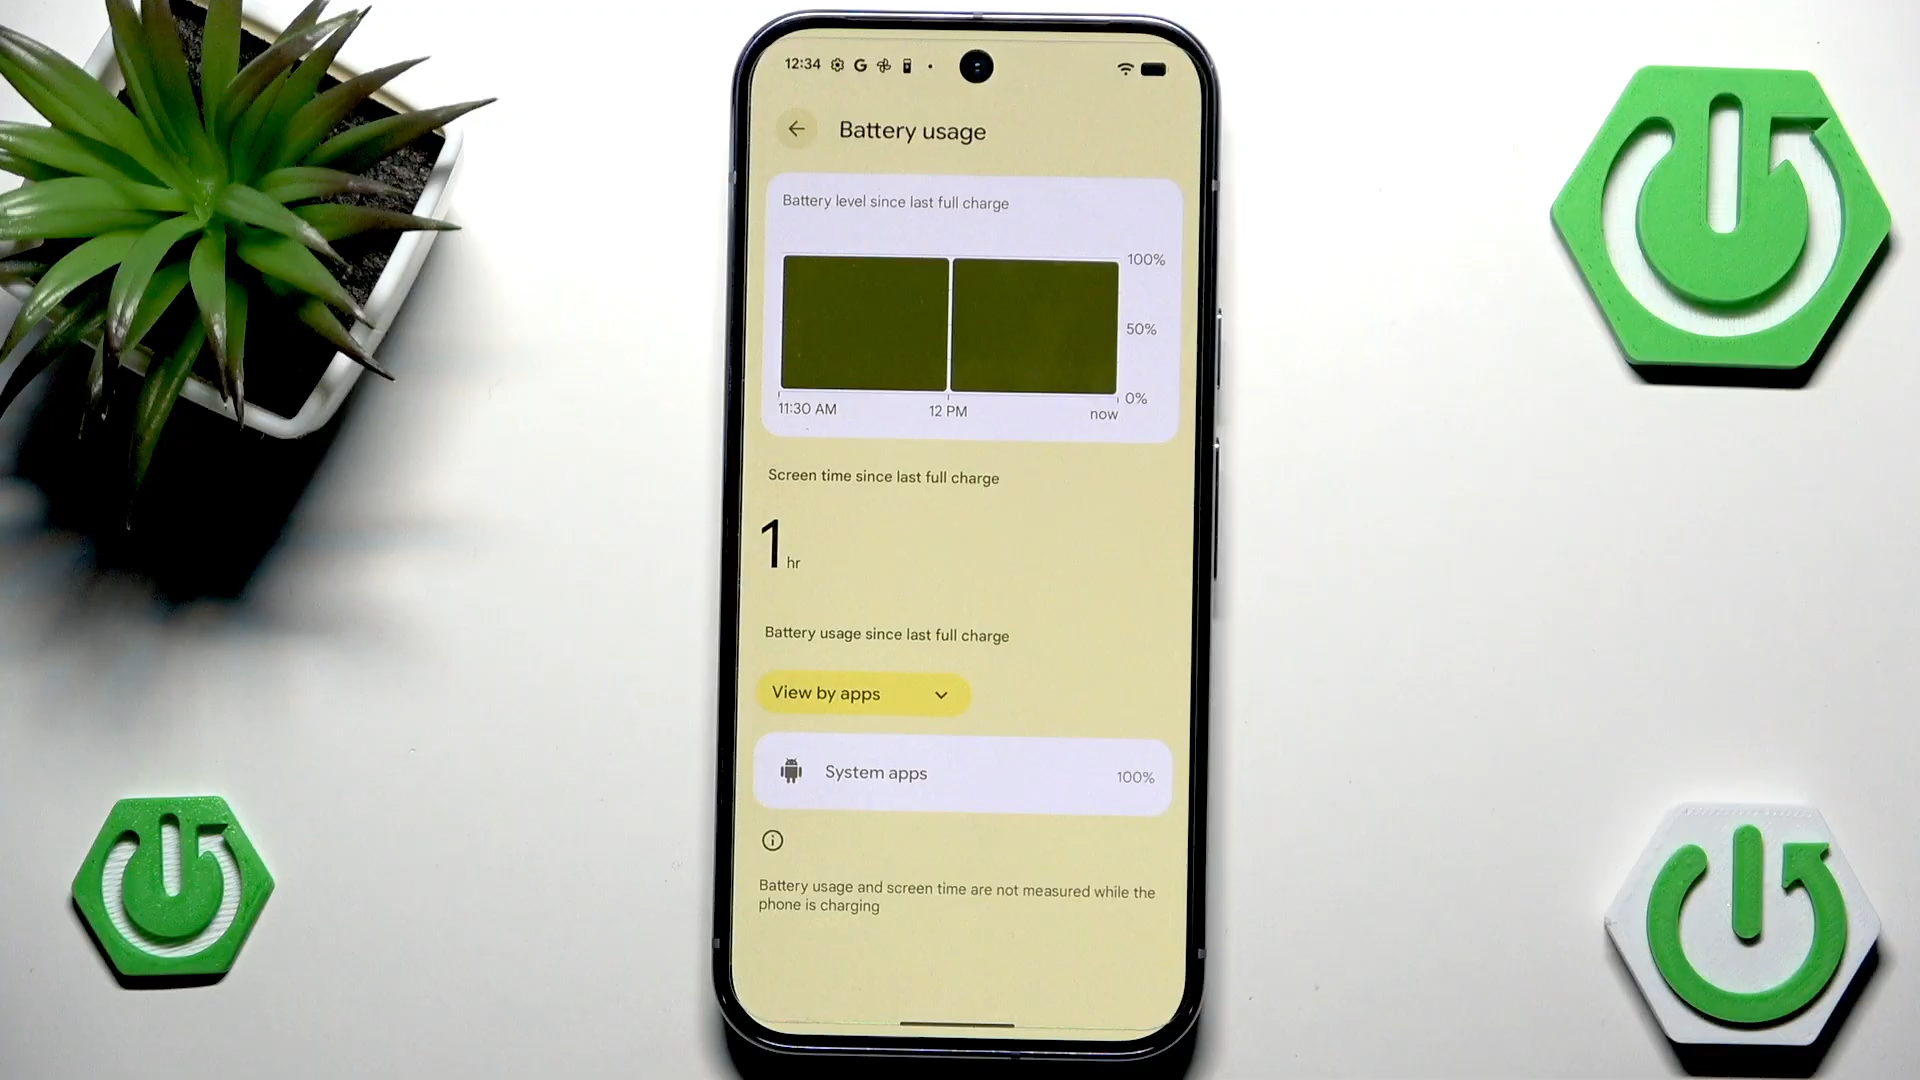 12:34
Battery usage
Battery level since last full charge
100%
50%
0%
11:30 AM 12 PM now
Screen time since last full charge
1 hr
Battery usage since last full charge
View by apps
System apps 100%
Battery usage and screen time are not measured while the
phone is charging